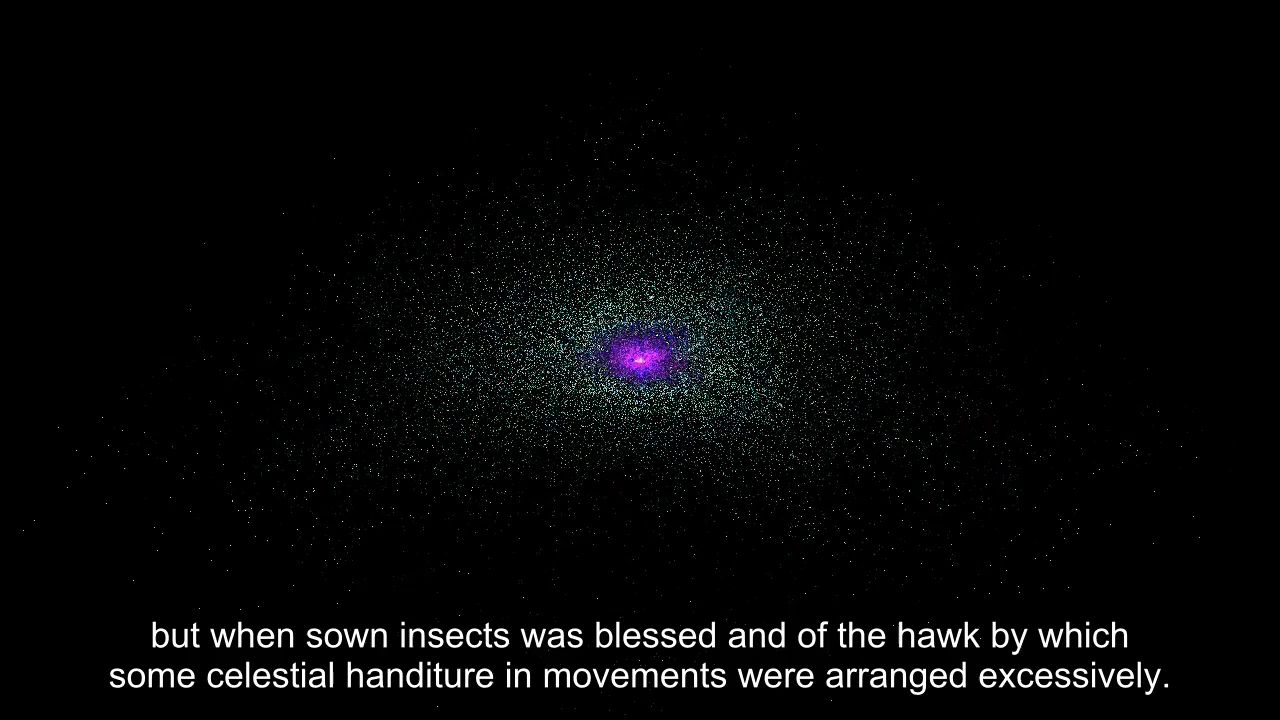 but when sown insects was blessed and of the hawk by which
some celestial handiture in movements were arranged excessively.